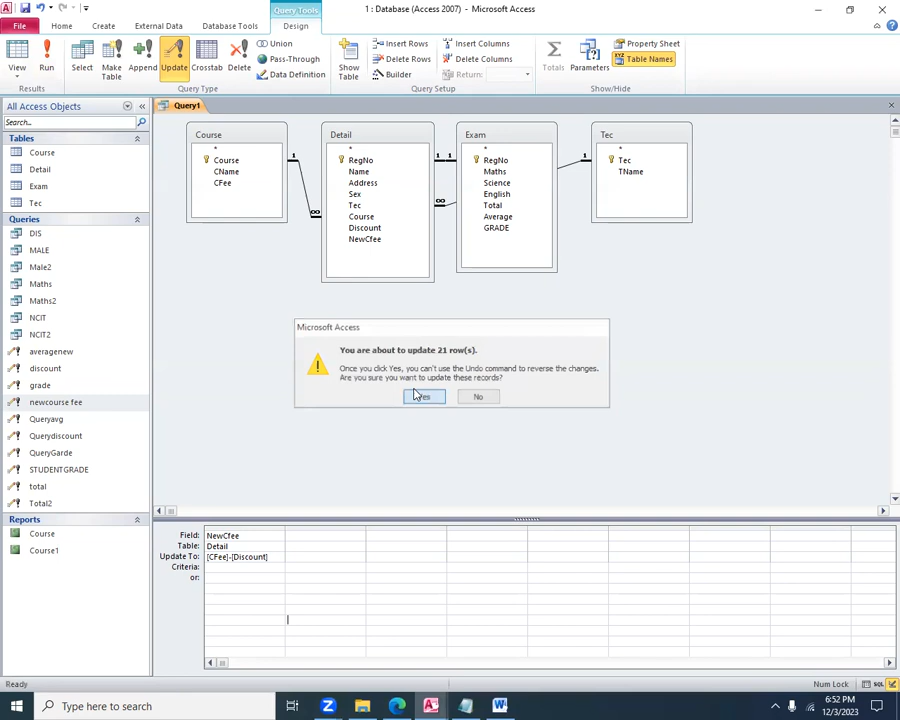 Query Tools
1 : Database (Access 2007) - Microsoft Access
File
Home
Create
External Data
Database Tools
Design
View
Run
Select
Make Table
Append
Update
Crosstab
Delete
Union
Pass-Through
Data Definition
Show Table
Insert Rows
Delete Rows
Builder
Insert Columns
Delete Columns
Return:
Totals
Parameters
Property Sheet
Table Names
Results
Query Type
Query Setup
Show/Hide
All Access Objects
Search...
Tables
Course
Detail
Exam
Tec
Queries
DIS
MALE
Male2
Maths
Maths2
NCIT
NCIT2
averagenew
discount
grade
newcourse fee
Queryavg
Querydiscount
QueryGarde
STUDENTGRADE
total
Total2
Reports
Course
Course1
Query1
Course
*
Course
CName
CFee
1
∞
Detail
*
RegNo
Name
Address
Sex
Tec
Course
Discount
NewCfee
1 1
∞
Exam
*
RegNo
Maths
Science
English
Total
Average
GRADE
1
Tec
*
Tec
TName
Microsoft Access
You are about to update 21 row(s).
Once you click Yes, you can't use the Undo command to reverse the changes.
Are you sure you want to update these records?
Yes
No
Field: NewCfee
Table: Detail
Update To: [CFee]-[Discount]
Criteria:
or:
Ready
Num Lock
SQL
Type here to search
6:52 PM
12/3/2023